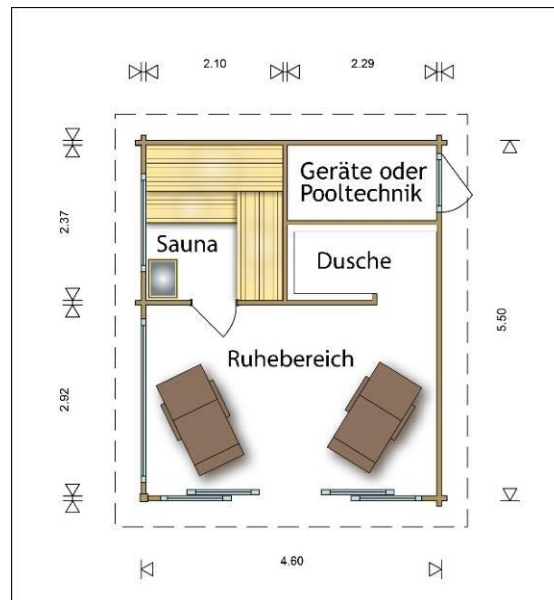 2.10
2.29
Geräte oder
Pooltechnik
2.37
Sauna
Dusche
5.50
Ruhebereich
2.92
4.60